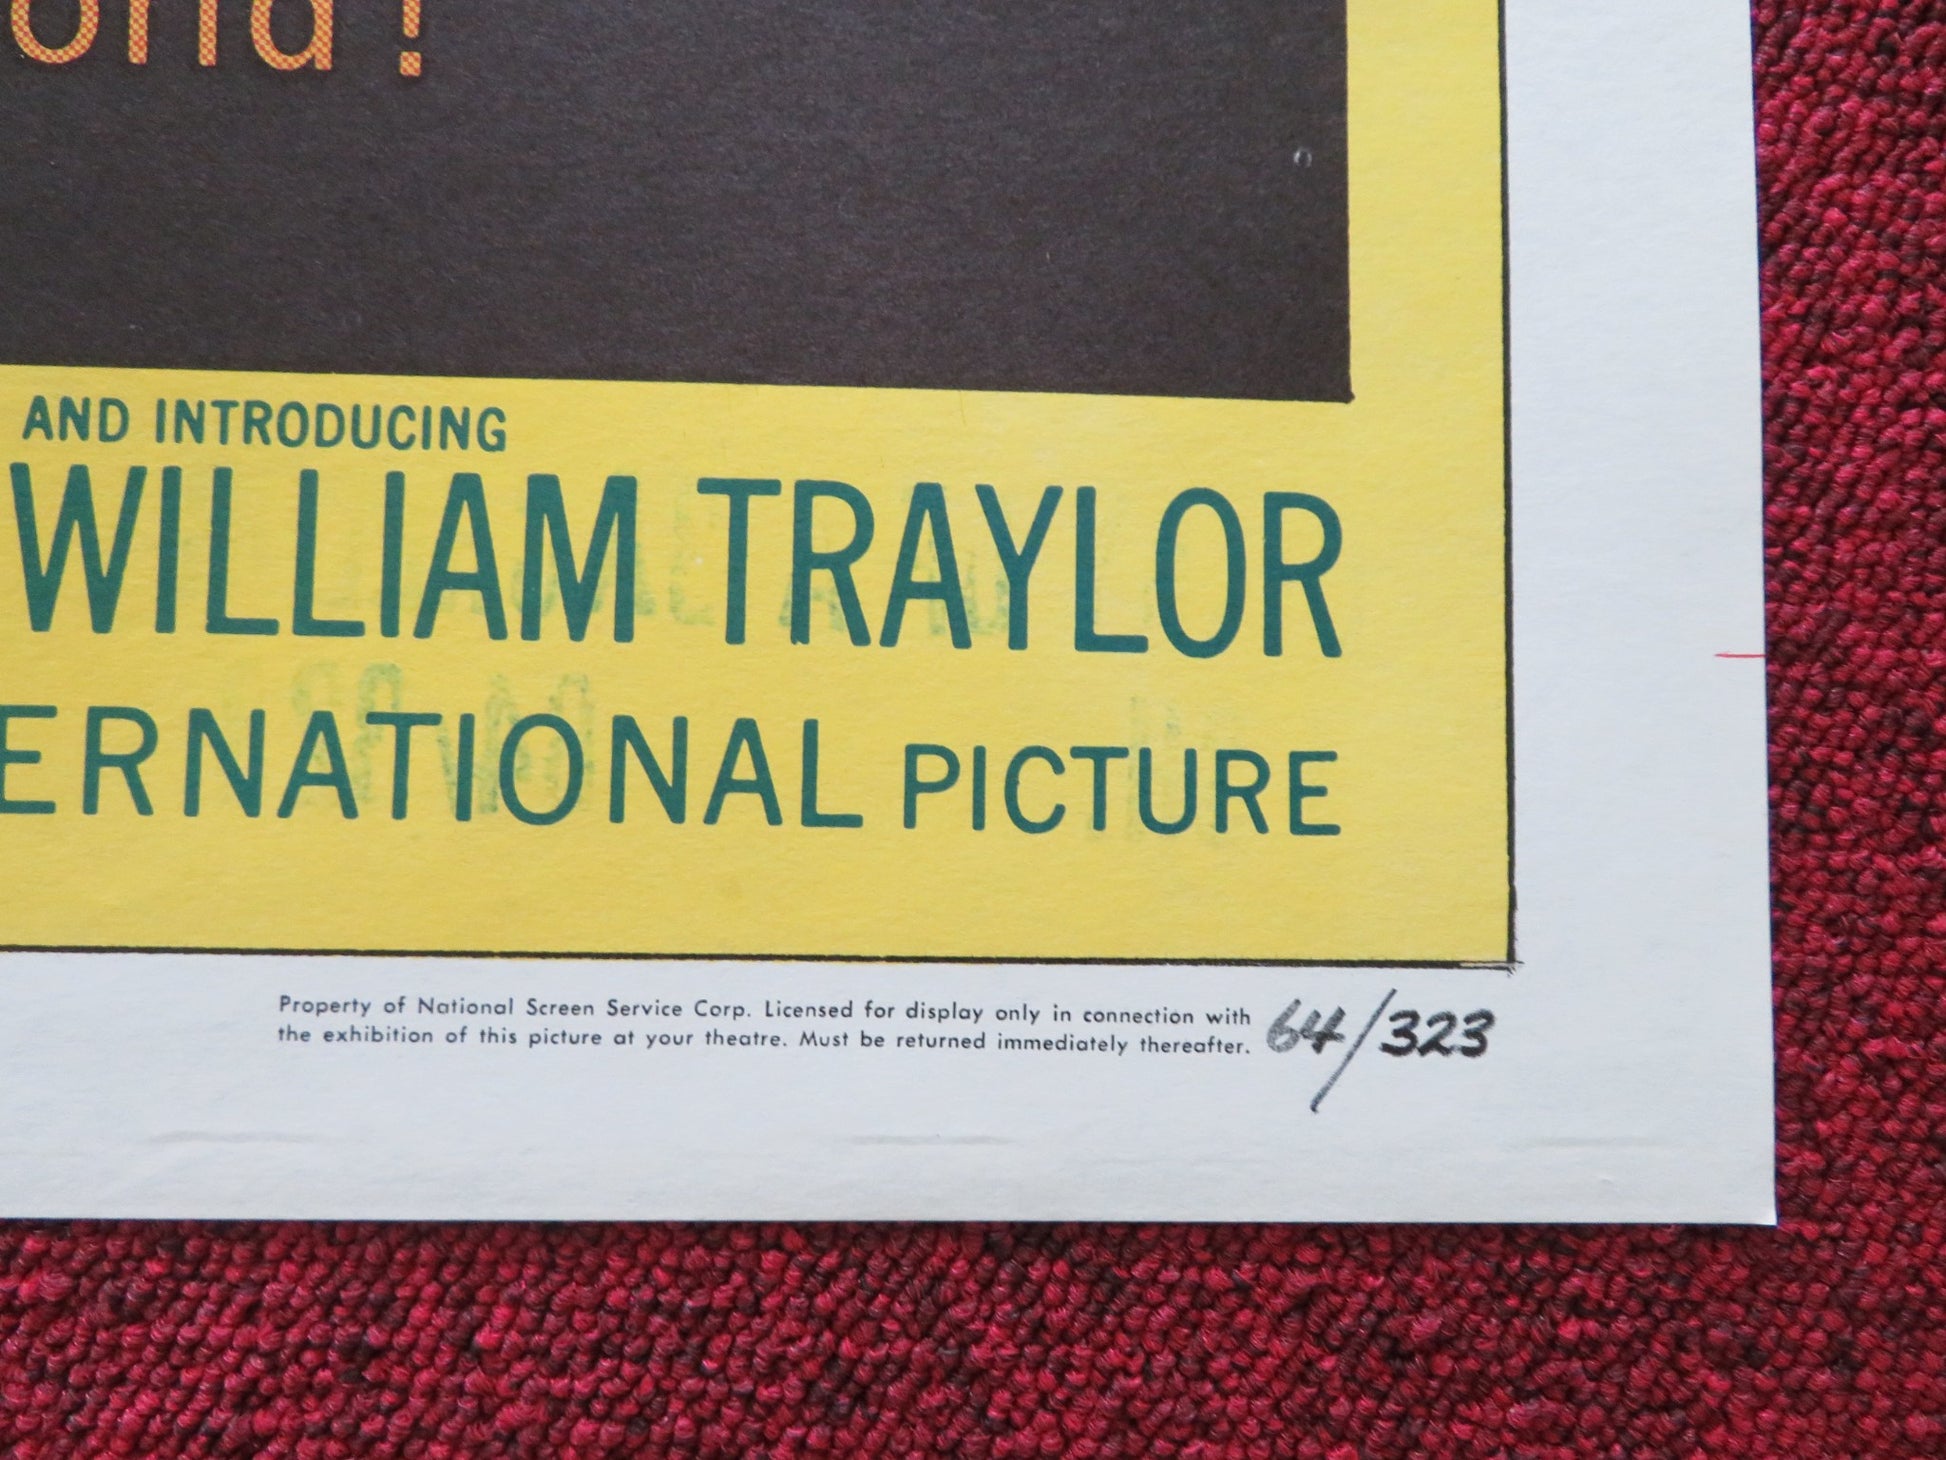 AND INTRODUCING
WILLIAM TRAYLOR
ERNATIONAL PICTURE
Property of National Screen Service Corp. Licensed for display only in connection with
the exhibition of this picture at your theatre. Must be returned immediately thereafter. 64/323